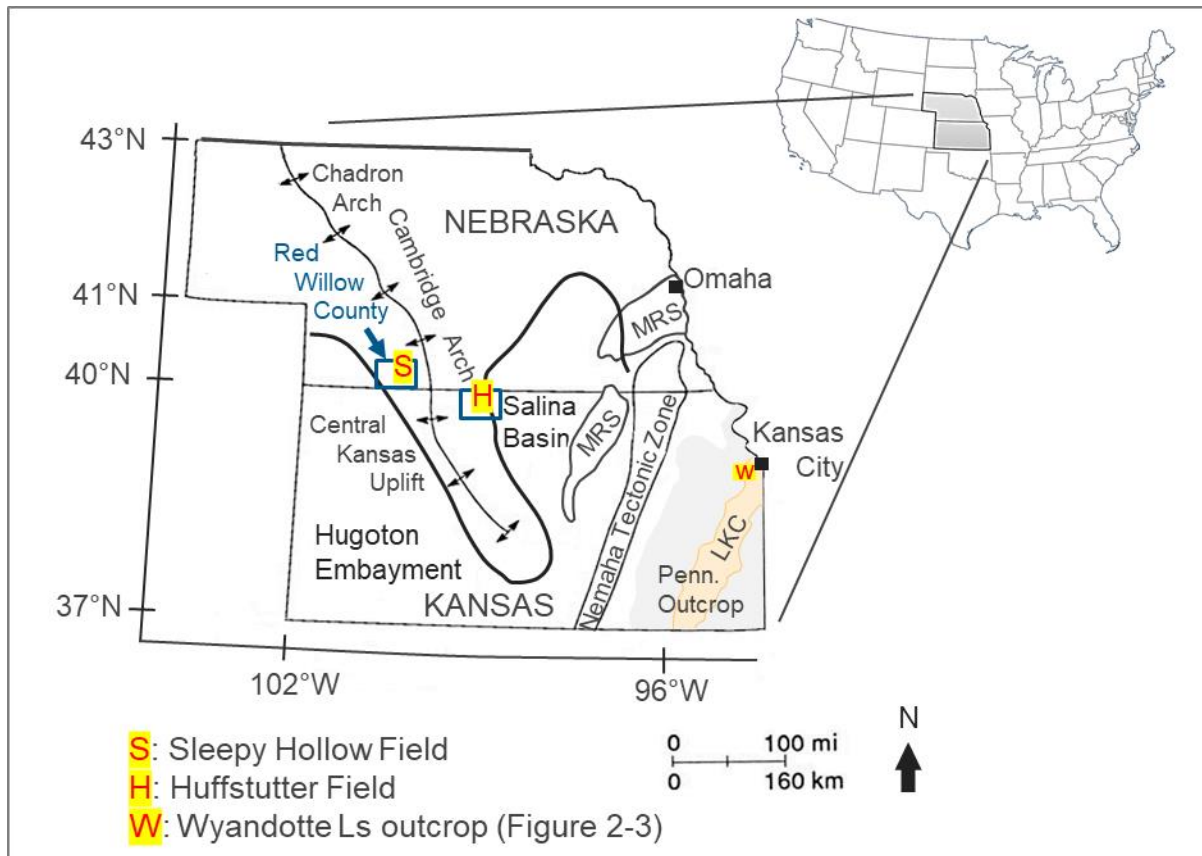 43°N
41°N
40°N
37°N
102°W
96°W
Chadron
Arch
Cambridge
Arch
NEBRASKA
Red
Willow
County
Omaha
MRS
S
H
Salina
Basin
MRS
Nemaha Tectonic Zone
Kansas
City
W
Central
Kansas
Uplift
Hugoton
Embayment
KANSAS
LKC
Penn.
Outcrop
S: Sleepy Hollow Field
H: Huffstutter Field
W: Wyandotte Ls outcrop (Figure 2-3)
0 100 mi
0 160 km
N